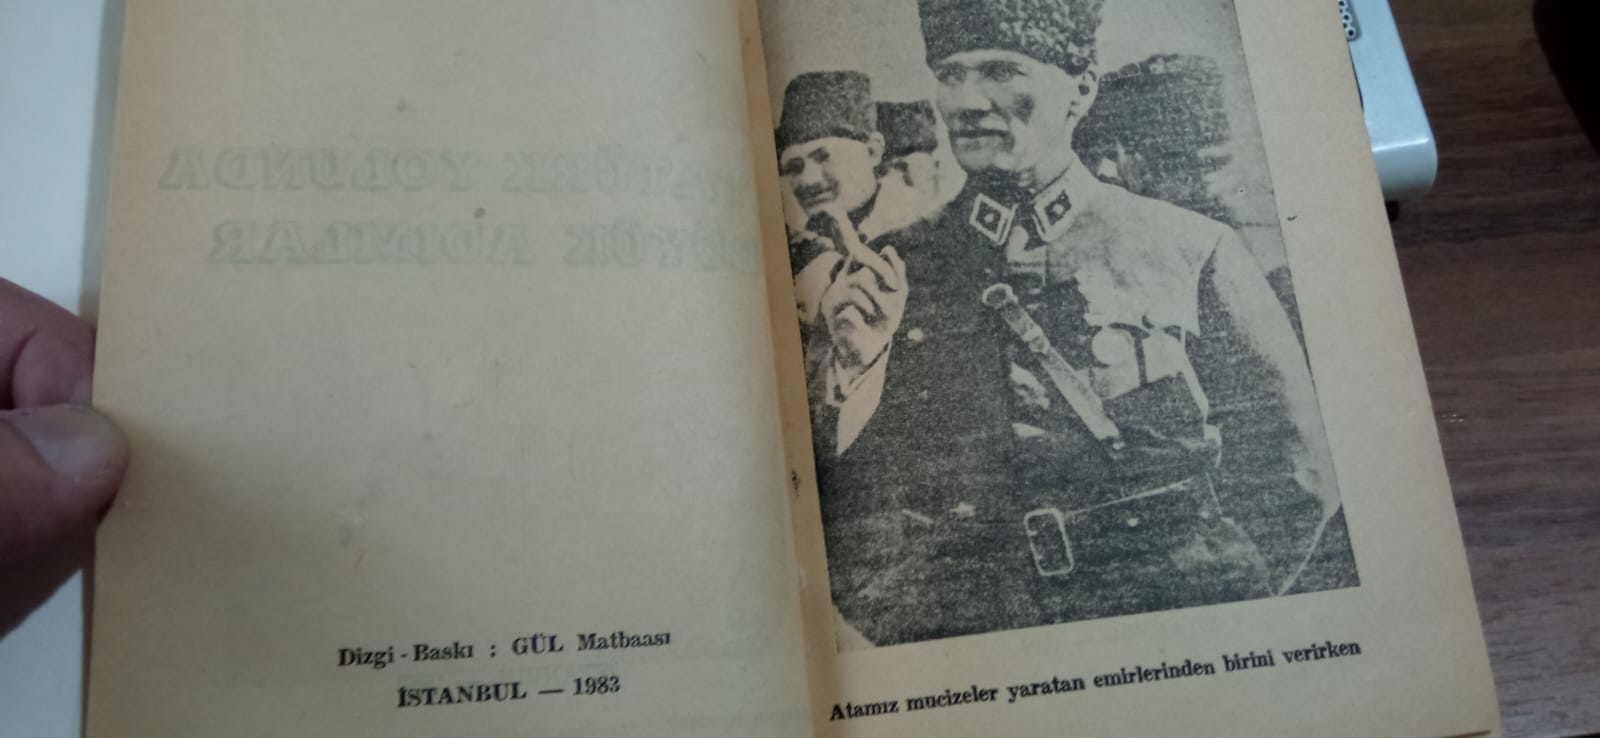 Dizgi - Baskı : GÜL Matbaası
İSTANBUL — 1983
Atamız mucizeler yaratan emirlerinden birini verirken